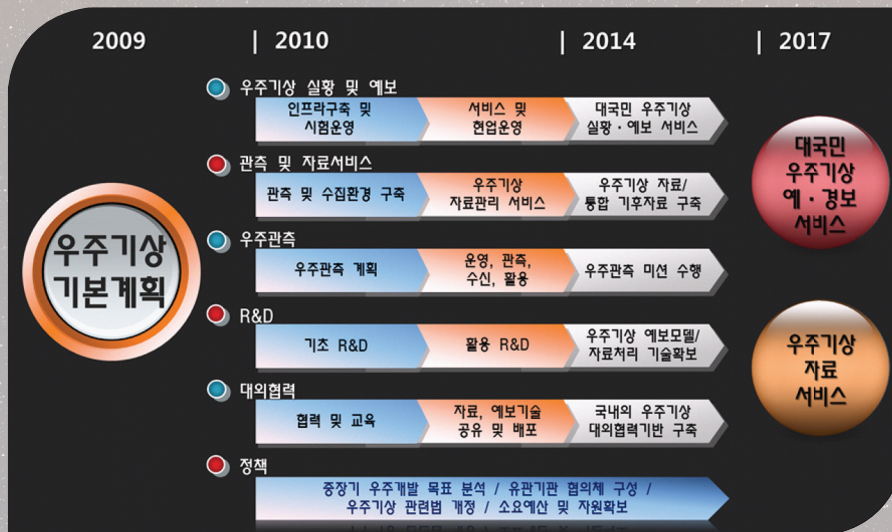 2009 | 2010 | 2014 | 2017
우주기상
기본계획
우주기상 실황 및 예보
인프라구축 및
시험운영
서비스 및
현업운영
대국민 우주기상
실황·예보 서비스
관측 및 자료서비스
관측 및 수집환경 구축
우주기상
자료관리 서비스
우주기상 자료/
통합 기후자료 구축
우주관측
우주관측 계획
운영, 관측,
수신, 활용
우주관측 미션 수행
R&D
기초 R&D
활용 R&D
우주기상 예보모델/
자료처리 기술확보
대외협력
협력 및 교육
자료, 예보기술
공유 및 배포
국내외 우주기상
대외협력기반 구축
정책
중장기 우주개발 목표 분석 / 유관기관 협의체 구성 /
우주기상 관련법 개정 / 소요예산 및 자원확보
대국민
우주기상
예·경보
서비스
우주기상
자료
서비스